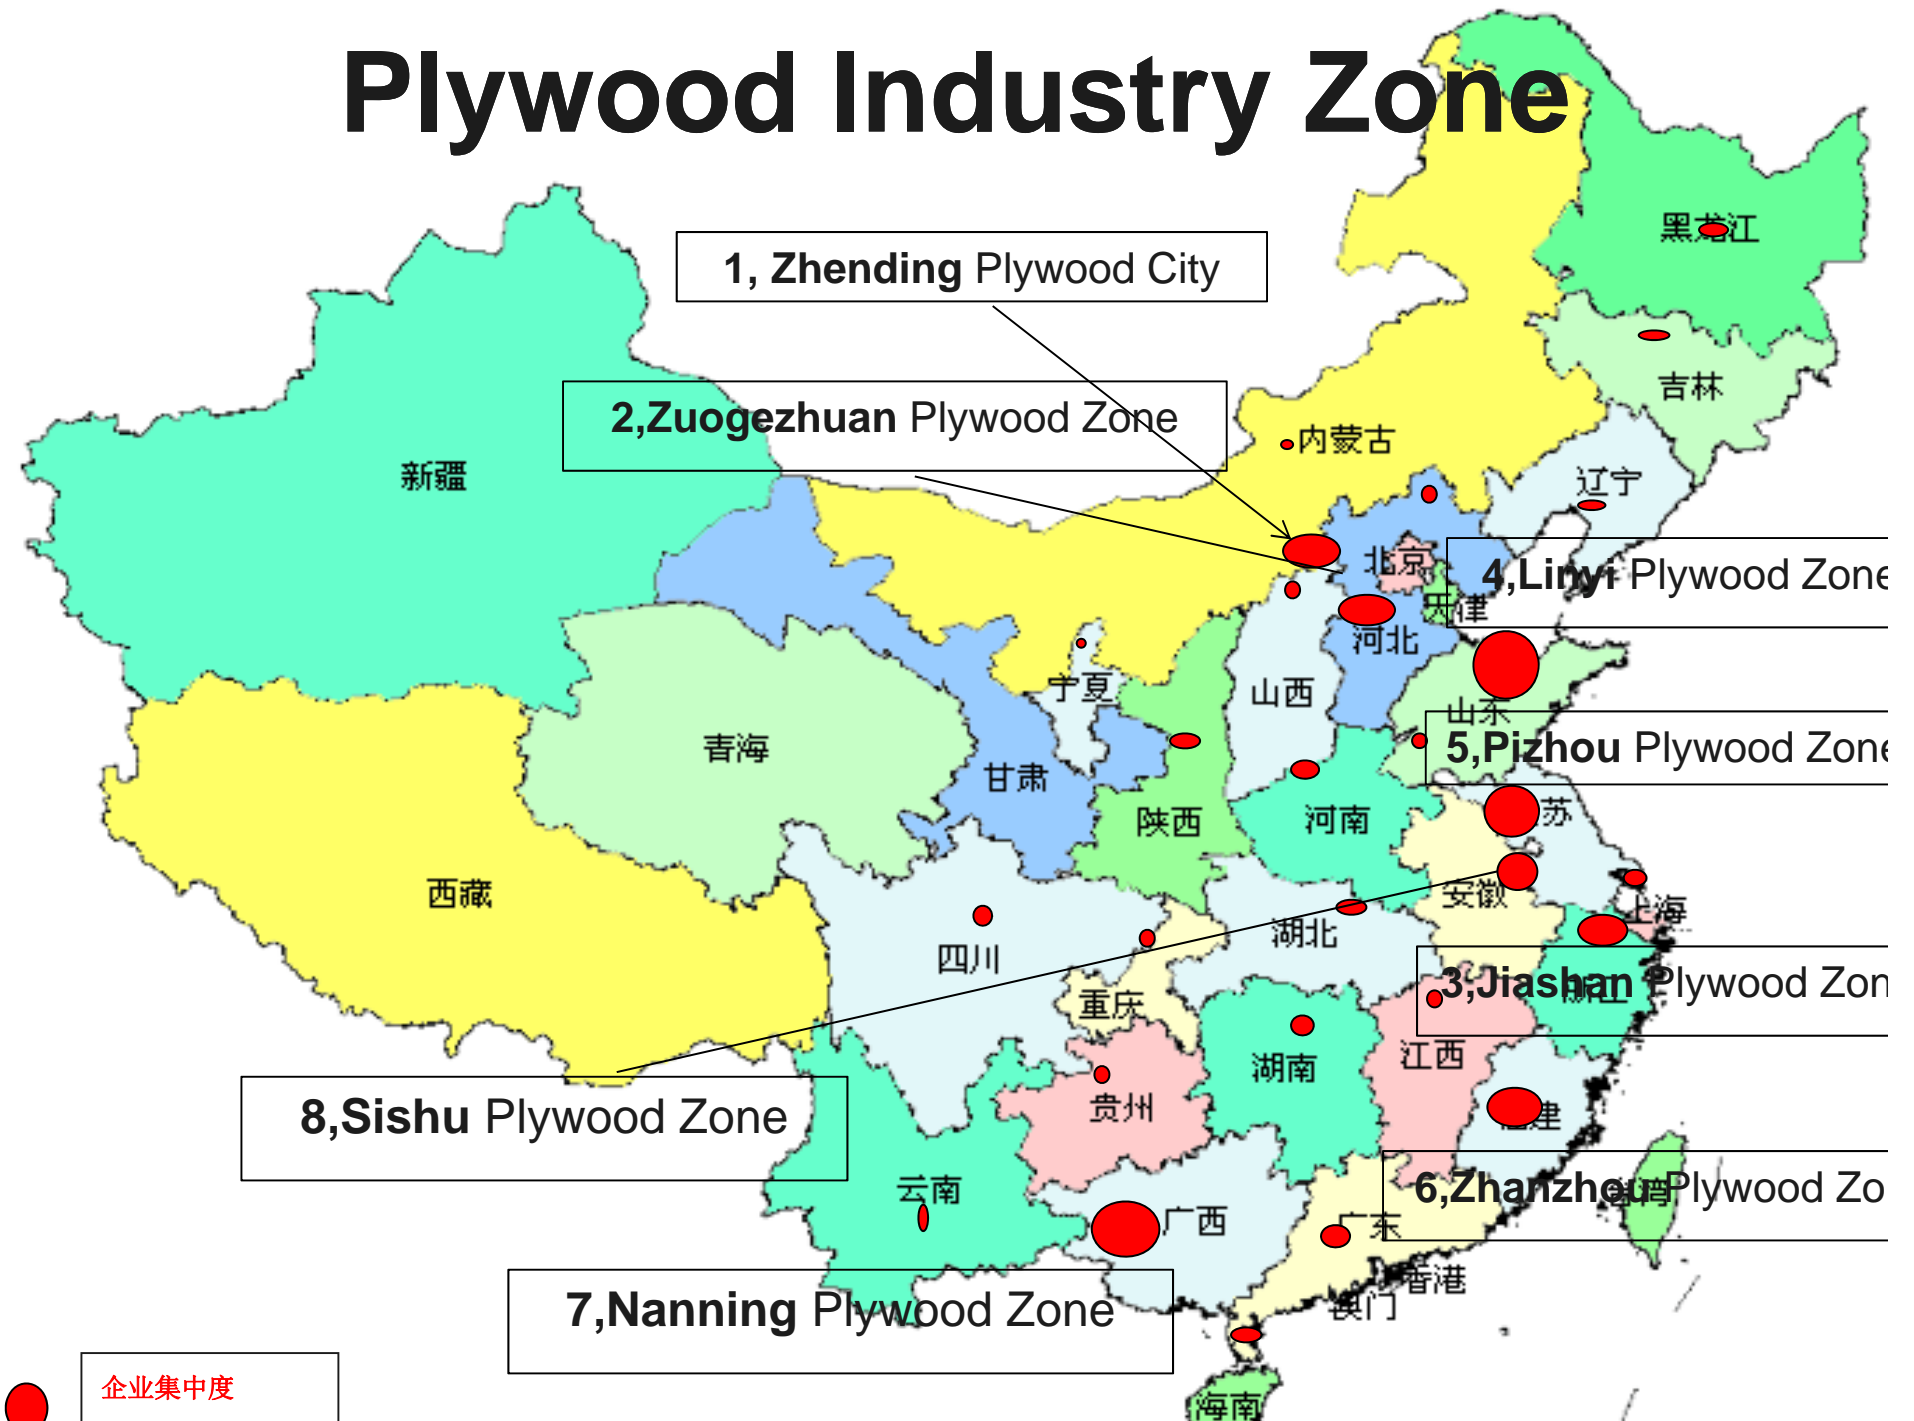 Plywood Industry Zone
黑龙江
1, Zhending Plywood City
吉林
2,Zuogezhuan Plywood Zone
内蒙古
新疆
辽宁
北京
4,Linyi Plywood Zone
天津
河北
宁夏
山西
山东
青海
5,Pizhou Plywood Zone
甘肃
陕西
河南
苏
西藏
安徽
上海
湖北
四川
3,Jiashan Plywood Zon
重庆
江西
湖南
贵州
建
8,Sishu Plywood Zone
云南
6,Zhanzhou Plywood Zo
湾
广西
广东
香港
澳门
7,Nanning Plywood Zone
企业集中度
海南